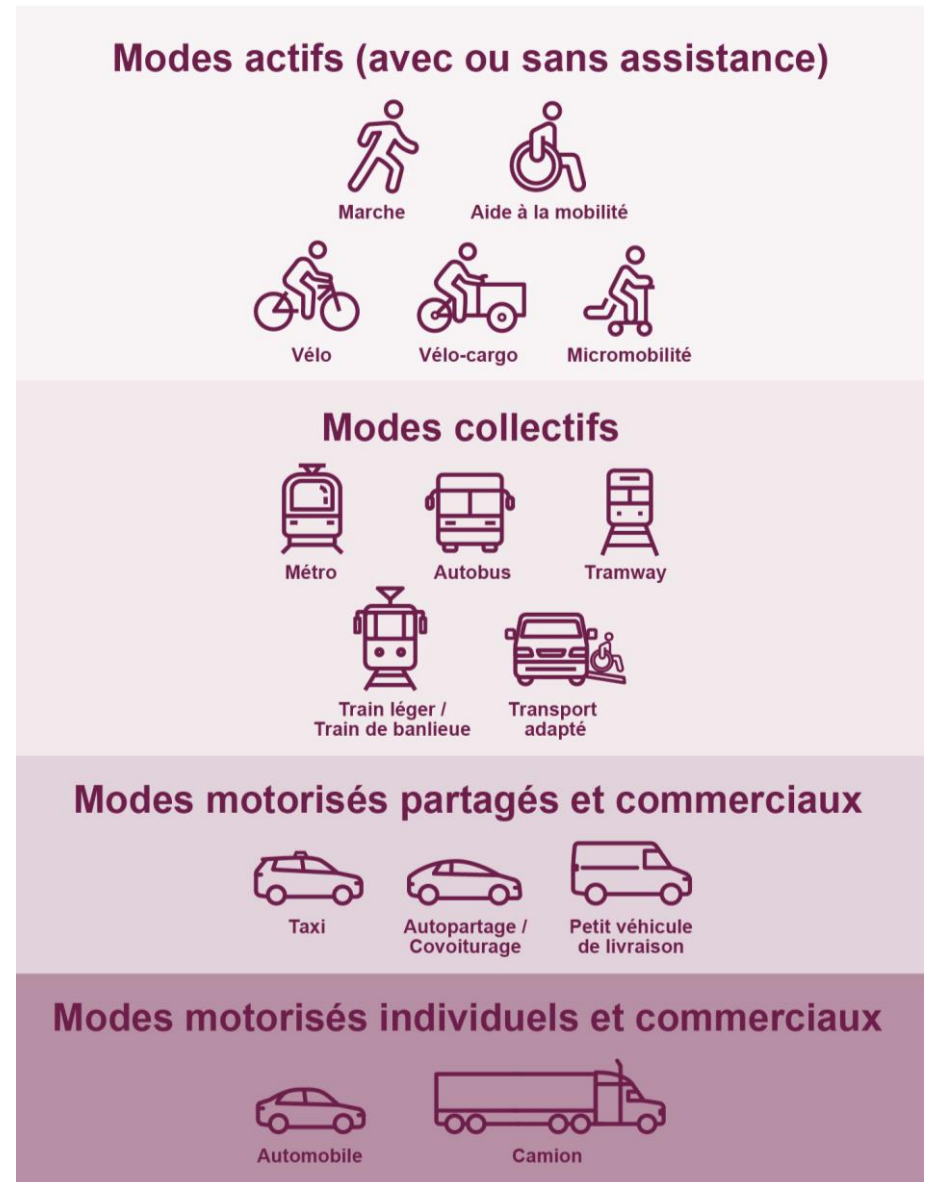 Modes actifs (avec ou sans assistance)
Marche
Aide à la mobilité
Vélo
Vélo-cargo
Micromobilité
Modes collectifs
Métro
Autobus
Tramway
Train léger /
Train de banlieue
Transport
adapté
Modes motorisés partagés et commerciaux
Taxi
Autopartage /
Covoiturage
Petit véhicule
de livraison
Modes motorisés individuels et commerciaux
Automobile
Camion